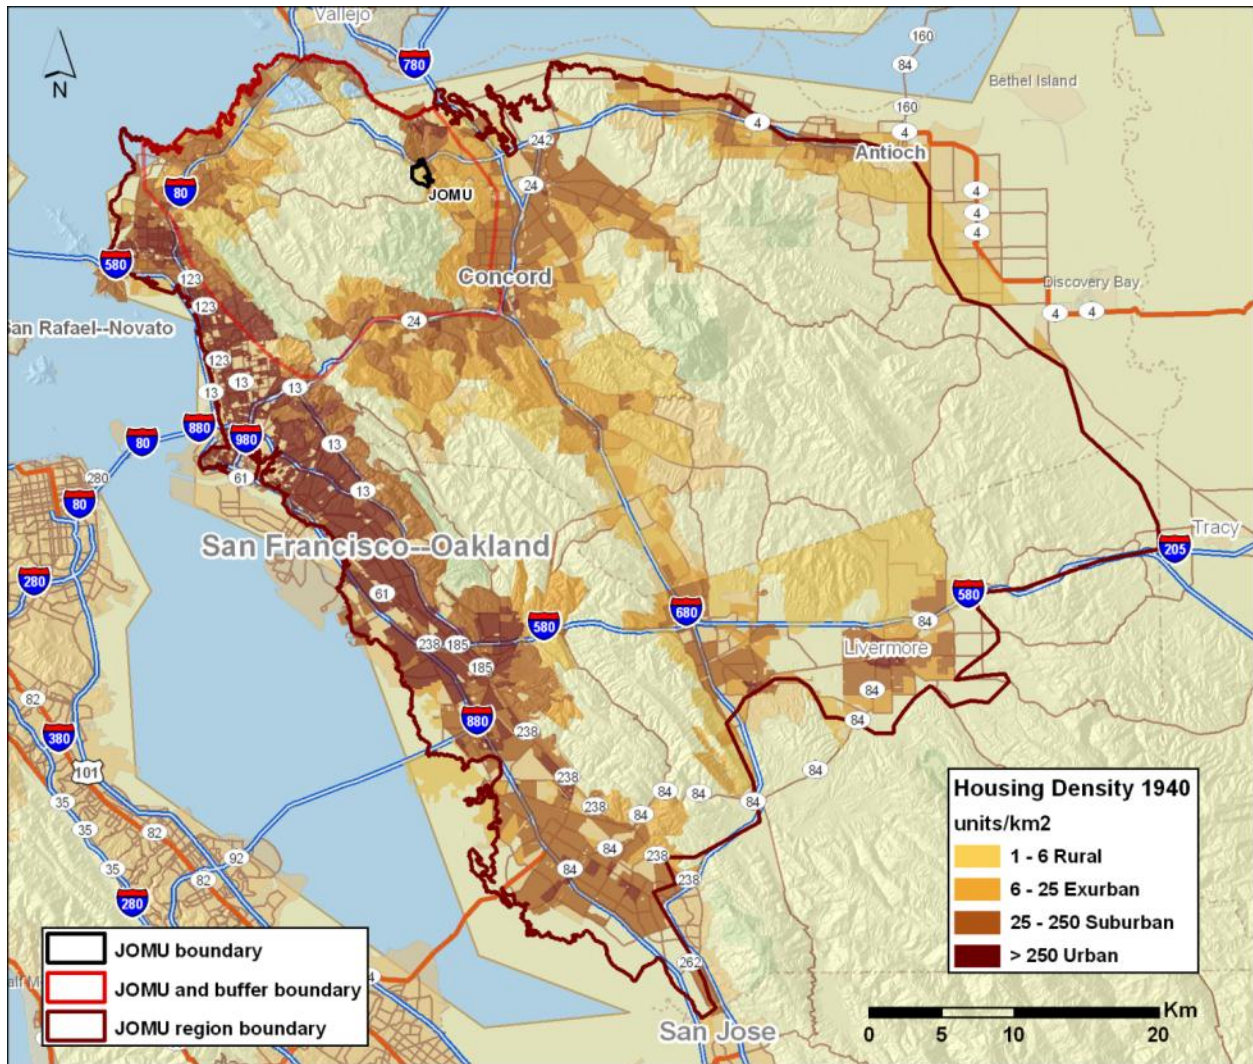 Vallejo
N
780
160
84
Bethel Island
160
4
4
242
Antioch
24
80
JOMU
4
4
4
580
Concord
123
Discovery Bay
4
4
San Rafael--Novato
123
24
123
13
13
13
880
80
980
13
280
61
13
80
San Francisco--Oakland
Tracy
205
280
61
680
580
580
84
238
185
Livermore
185
84
82
380
880
84
238
101
84
238
84
84
35
238
84
84
82
35
84
92
238
84
238
35
82
280
262
San Jose
Housing Density 1940
units/km2
1 - 6 Rural
6 - 25 Exurban
25 - 250 Suburban
> 250 Urban
JOMU boundary
JOMU and buffer boundary
JOMU region boundary
Km
0 5 10 20